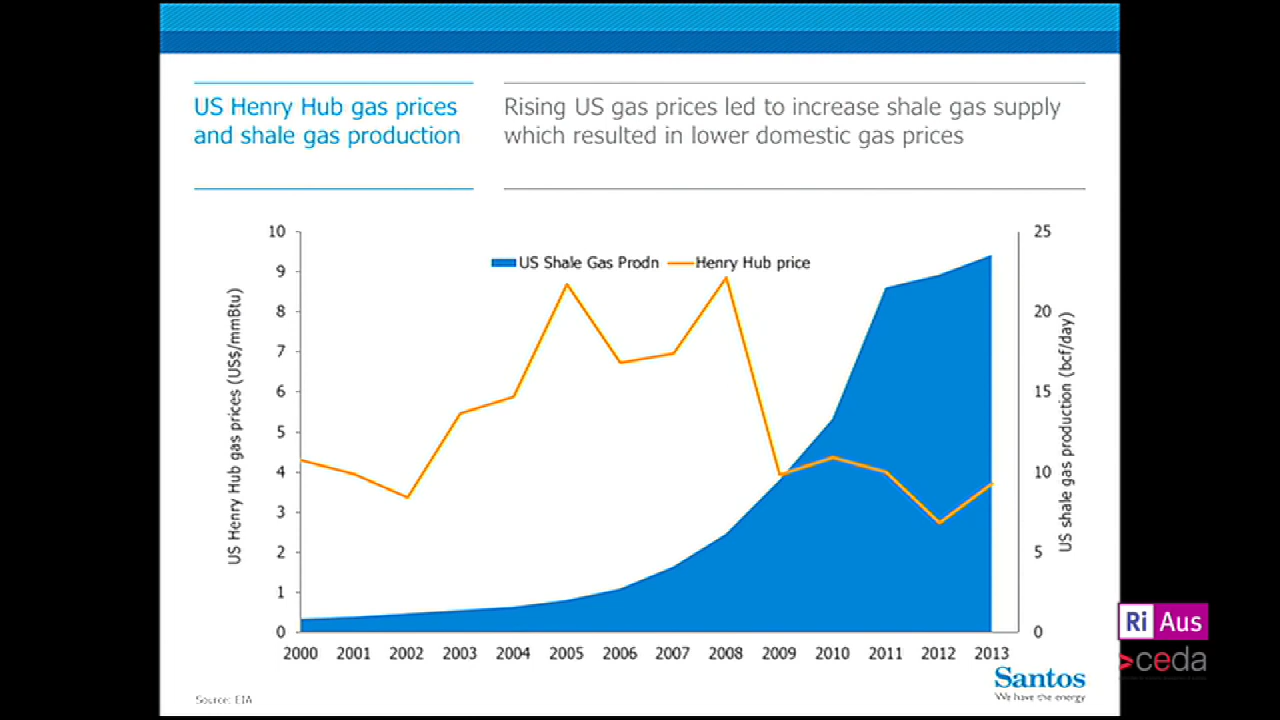 US Henry Hub gas prices
and shale gas production
Rising US gas prices led to increase shale gas supply
which resulted in lower domestic gas prices
US Shale Gas Prodn
Henry Hub price
US Henry Hub gas prices (US$/mmBtu)
10
9
8
7
6
5
4
3
2
1
0
25
20
15
10
5
0
US shale gas production (bcf/day)
2000 2001 2002 2003 2004 2005 2006 2007 2008 2009 2010 2011 2012 2013
Source: EIA
Santos
We have the energy
Ri Aus
>ceda